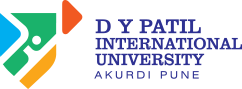 D Y PATIL
INTERNATIONAL
UNIVERSITY
AKURDI PUNE